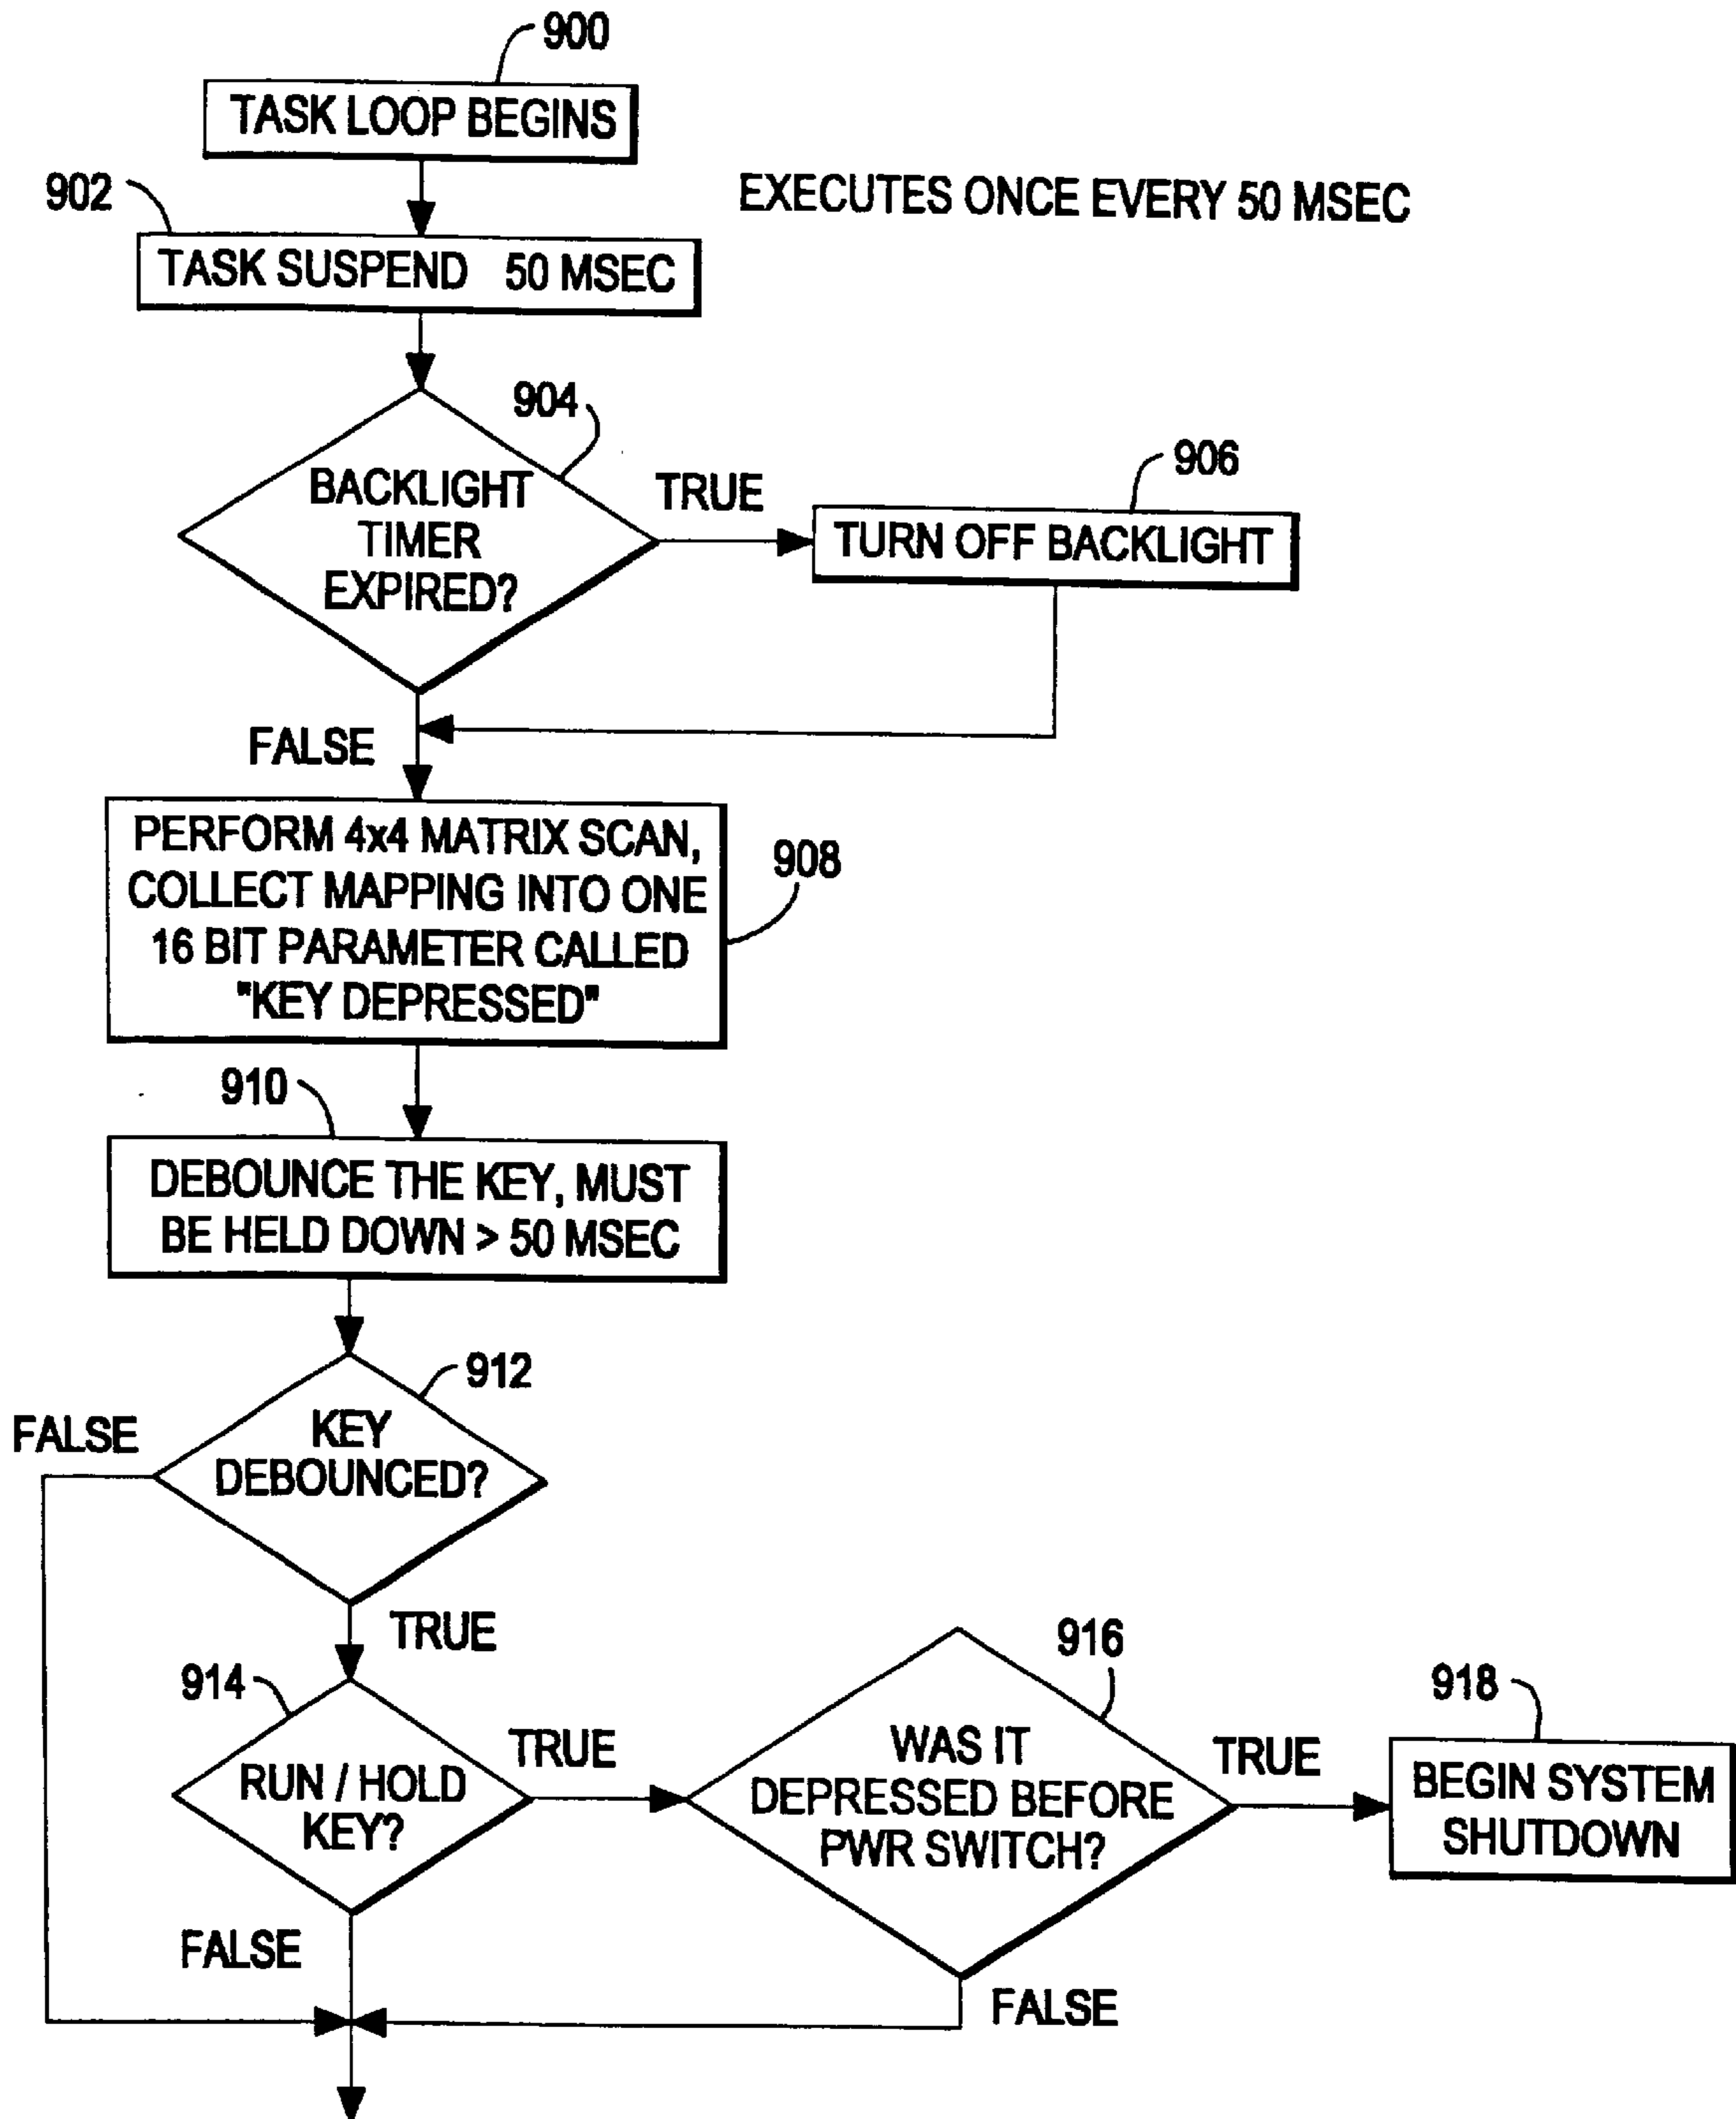 900
TASK LOOP BEGINS
902
EXECUTES ONCE EVERY 50 MSEC
TASK SUSPEND 50 MSEC
904
BACKLIGHT
TIMER
EXPIRED?
TRUE
906
TURN OFF BACKLIGHT
FALSE
PERFORM 4x4 MATRIX SCAN,
COLLECT MAPPING INTO ONE
16 BIT PARAMETER CALLED
"KEY DEPRESSED"
908
910
DEBOUNCE THE KEY, MUST
BE HELD DOWN > 50 MSEC
912
FALSE
KEY
DEBOUNCED?
TRUE
914
RUN / HOLD
KEY?
TRUE
916
WAS IT
DEPRESSED BEFORE
PWR SWITCH?
TRUE
918
BEGIN SYSTEM
SHUTDOWN
FALSE
FALSE